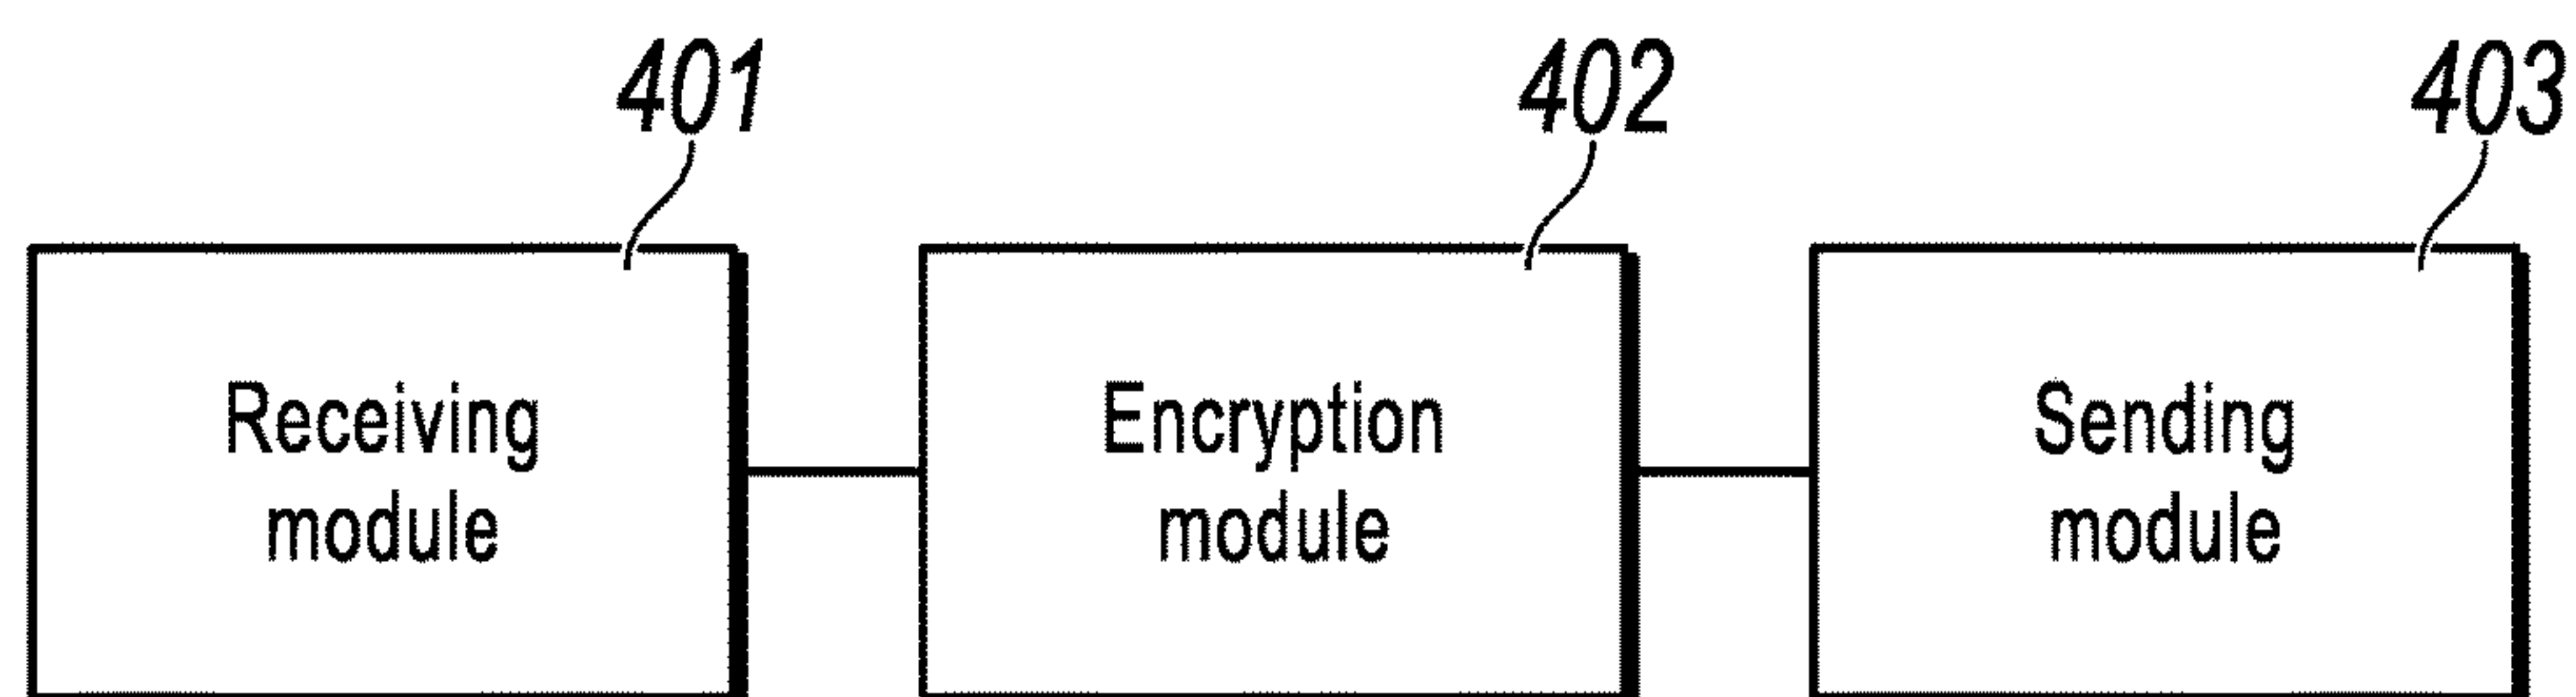 401
402
403
Receiving
module
Encryption
module
Sending
module